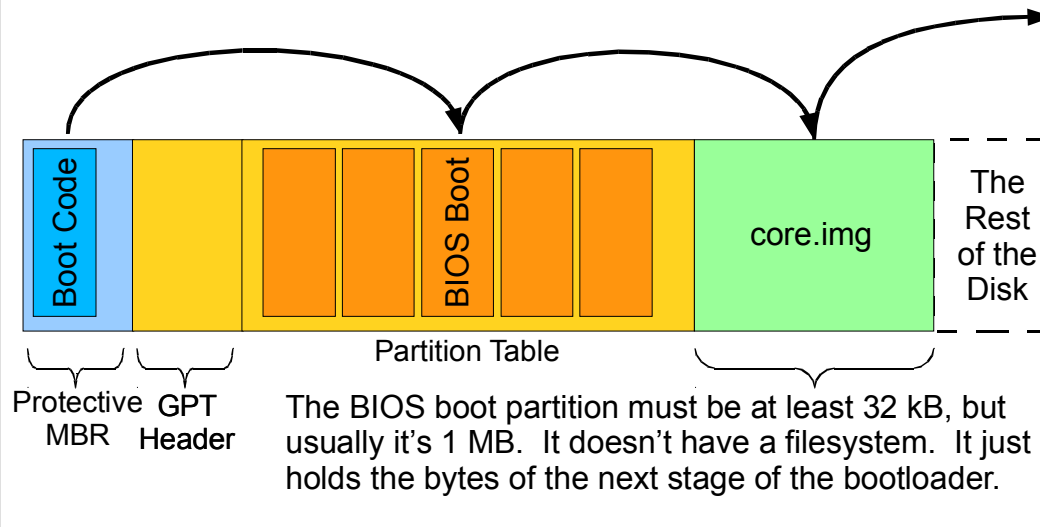 Boot Code
BIOS Boot
core.img
The
Rest
of the
Disk
Partition Table
Protective
MBR
GPT
Header
The BIOS boot partition must be at least 32 kB, but
usually it's 1 MB.  It doesn't have a filesystem.  It just
holds the bytes of the next stage of the bootloader.